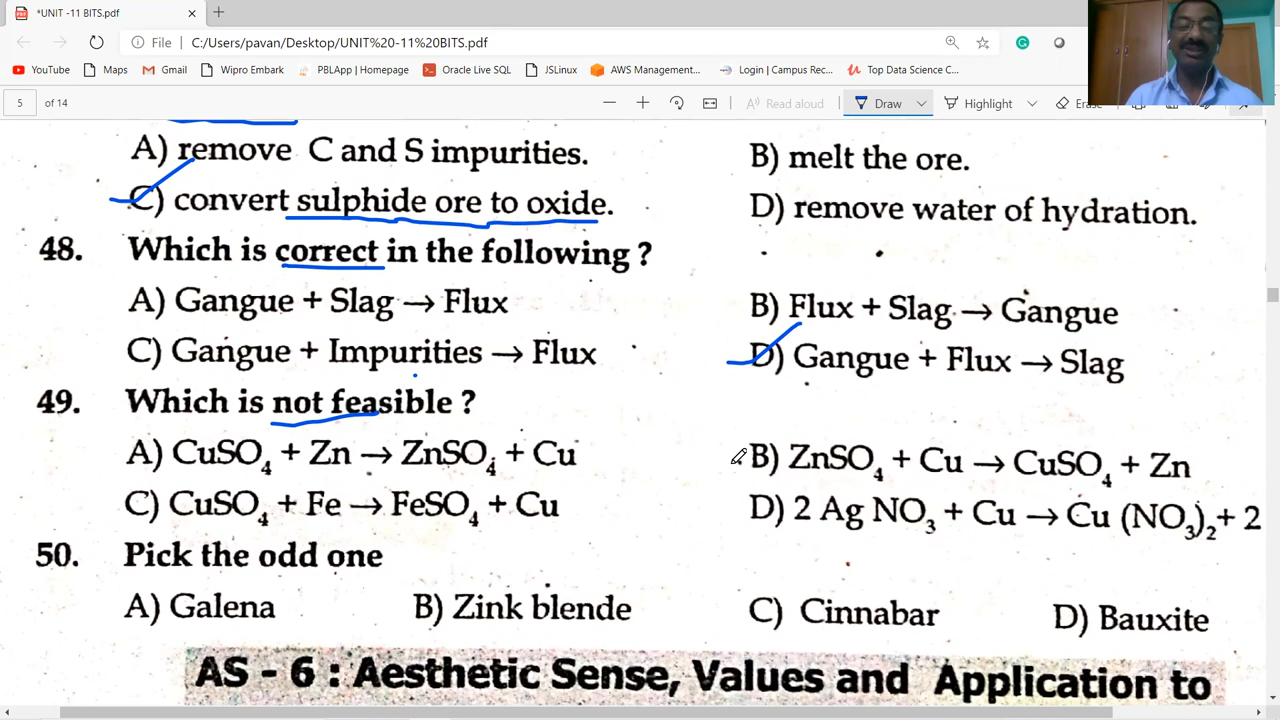 *UNIT -11 BITS.pdf
File C:/Users/pavan/Desktop/UNIT%20-11%20BITS.pdf
YouTube Maps Gmail Wipro Embark PBLApp | Homepage Oracle Live SQL JSLinux AWS Management... Login | Campus Rec... Top Data Science C...
5 of 14 Read aloud Draw Highlight
A) remove C and S impurities. B) melt the ore.
C) convert sulphide ore to oxide. D) remove water of hydration.
48. Which is correct in the following ?
A) Gangue + Slag → Flux B) Flux + Slag → Gangue
C) Gangue + Impurities → Flux D) Gangue + Flux → Slag
49. Which is not feasible ?
A) CuSO₄ + Zn → ZnSO₄ + Cu B) ZnSO₄ + Cu → CuSO₄ + Zn
C) CuSO₄ + Fe → FeSO₄ + Cu D) 2 Ag NO₃ + Cu → Cu (NO₃)₂ + 2
50. Pick the odd one
A) Galena B) Zink blende C) Cinnabar D) Bauxite
AS - 6 : Aesthetic Sense, Values and Application to